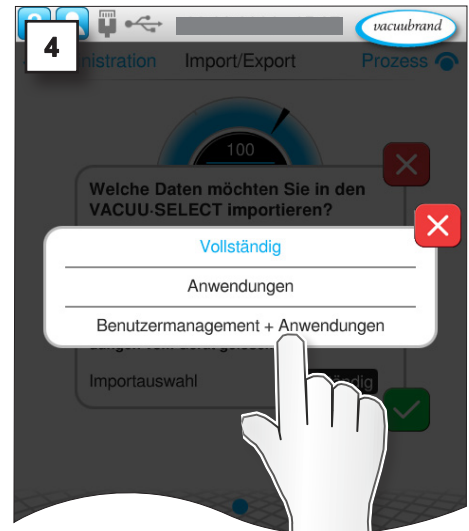 vacuubrand
4
nistration Import/Export Prozess
100
Welche Daten möchten Sie in den
VACUU·SELECT importieren?
Vollständig
Anwendungen
Benutzermanagement + Anwendungen
Importauswahl